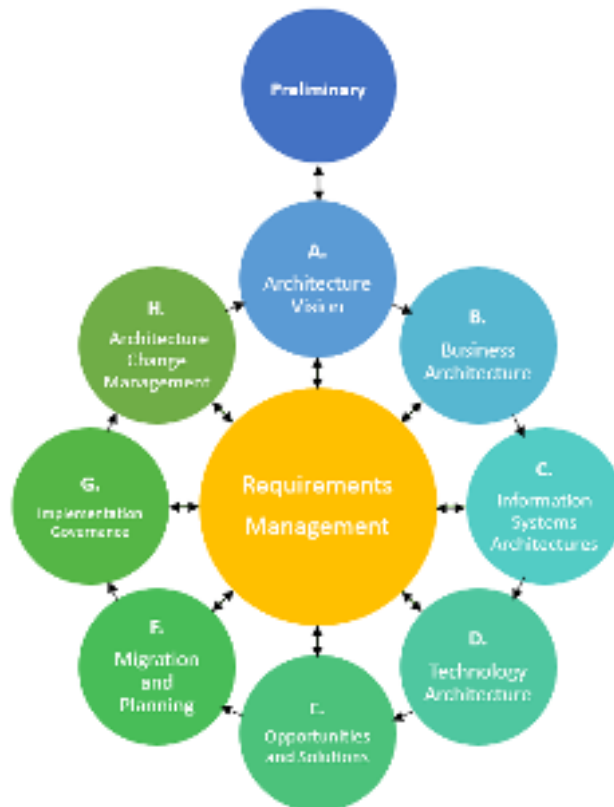 Preliminary
A.
Architecture
Vision
B.
Business
Architecture
C.
Information
Systems
Architectures
D.
Technology
Architecture
E.
Opportunities
and Solutions
F.
Migration
and
Planning
G.
Implementation
Governance
H.
Architecture
Change
Management
Requirements
Management